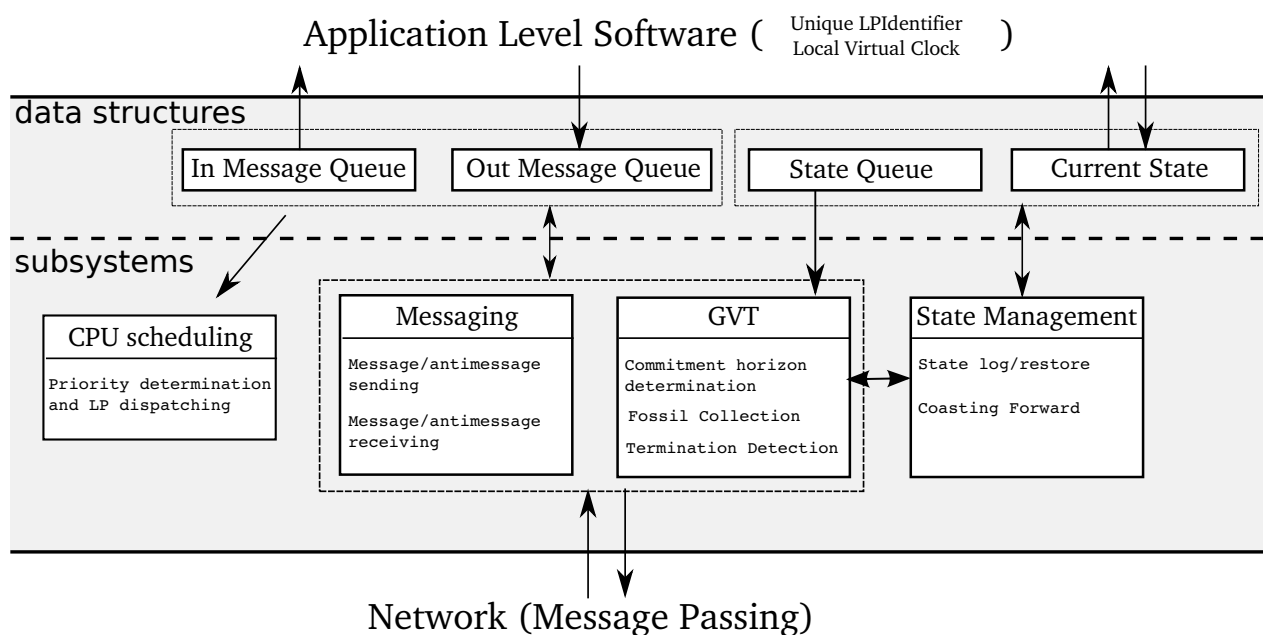 Application Level Software ( Unique LPIdentifier )
Local Virtual Clock
data structures
In Message Queue
Out Message Queue
State Queue
Current State
subsystems
CPU scheduling
Priority determination
and LP dispatching
Messaging
Message/antimessage
sending
Message/antimessage
receiving
GVT
Commitment horizon
determination
Fossil Collection
Termination Detection
State Management
State log/restore
Coasting Forward
Network (Message Passing)